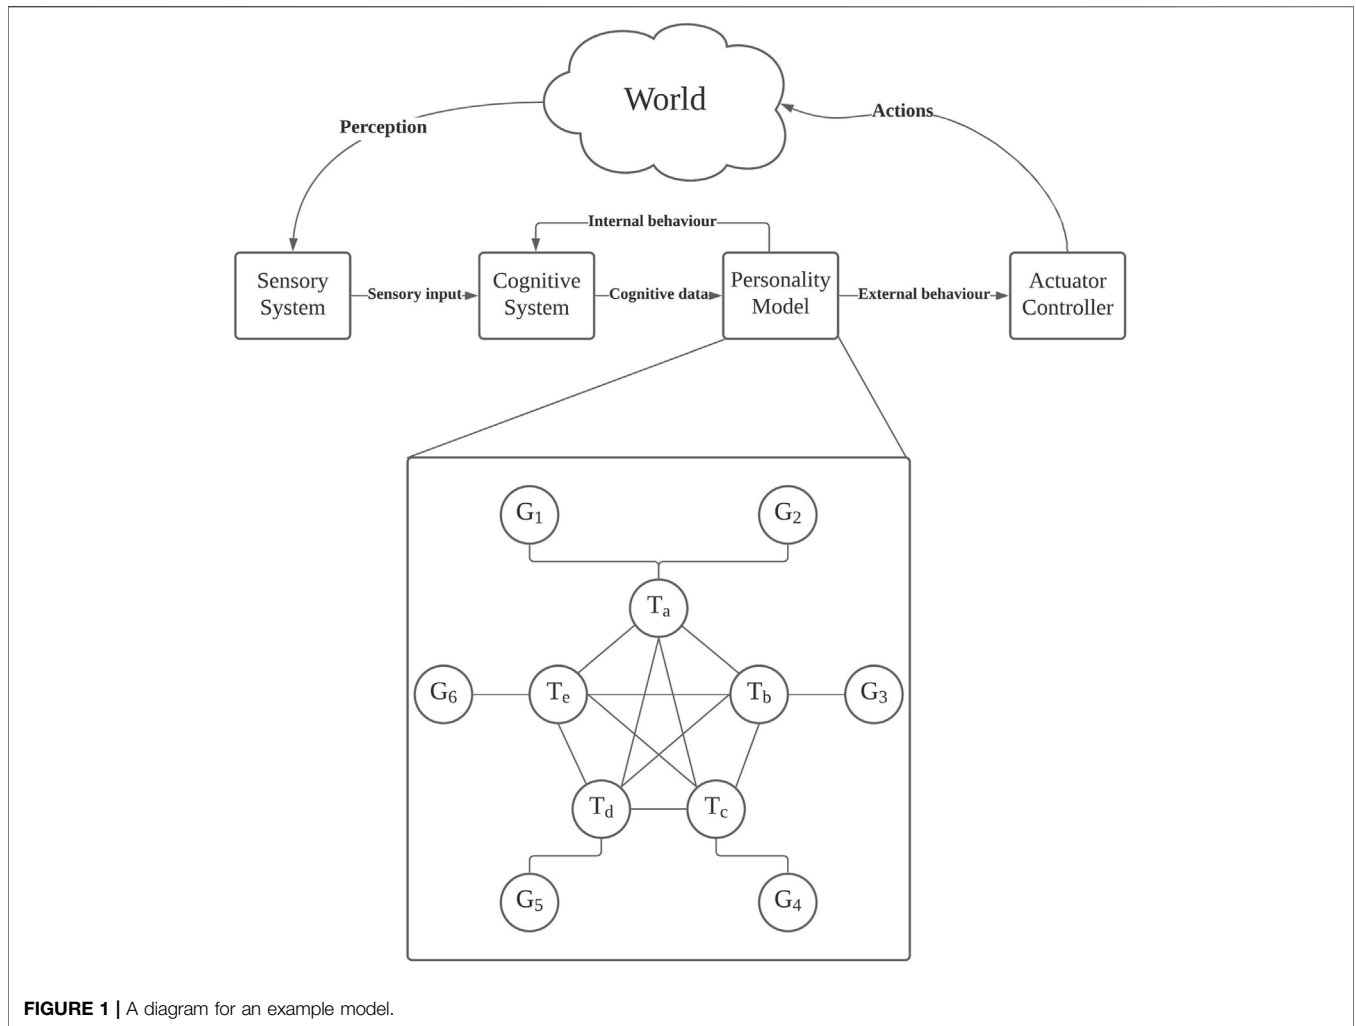 World
Perception
Actions
Internal behaviour
Sensory
System
Sensory input
Cognitive
System
Cognitive data
Personality
Model
External behaviour
Actuator
Controller
G1
G2
Ta
G6
Te
Tb
G3
Td
Tc
G5
G4
FIGURE 1 | A diagram for an example model.